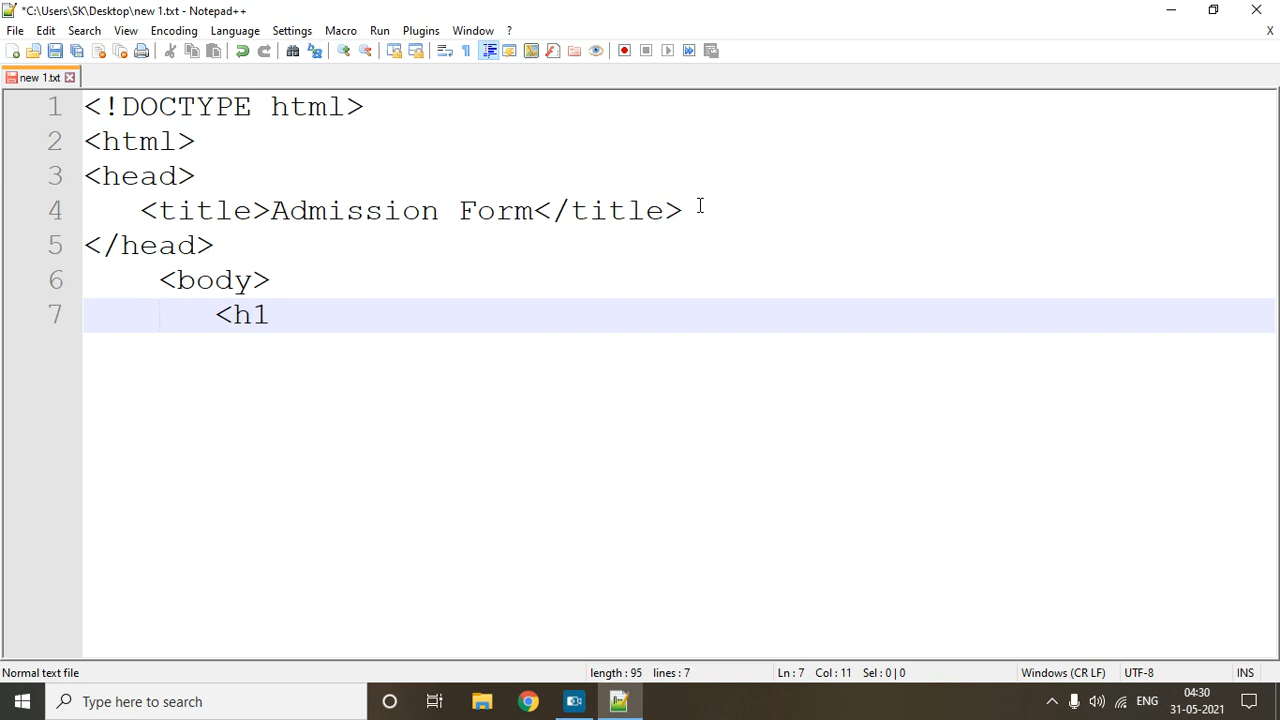 *C:\Users\SK\Desktop\new 1.txt - Notepad++
File Edit Search View Encoding Language Settings Macro Run Plugins Window ? X
new 1.txt
1 <!DOCTYPE html>
2 <html>
3 <head>
4    <title>Admission Form</title>
5 </head>
6     <body>
7        <h1
Normal text file length : 95 lines : 7 Ln : 7 Col : 11 Sel : 0 | 0 Windows (CR LF) UTF-8 INS
Type here to search ENG 04:30
31-05-2021